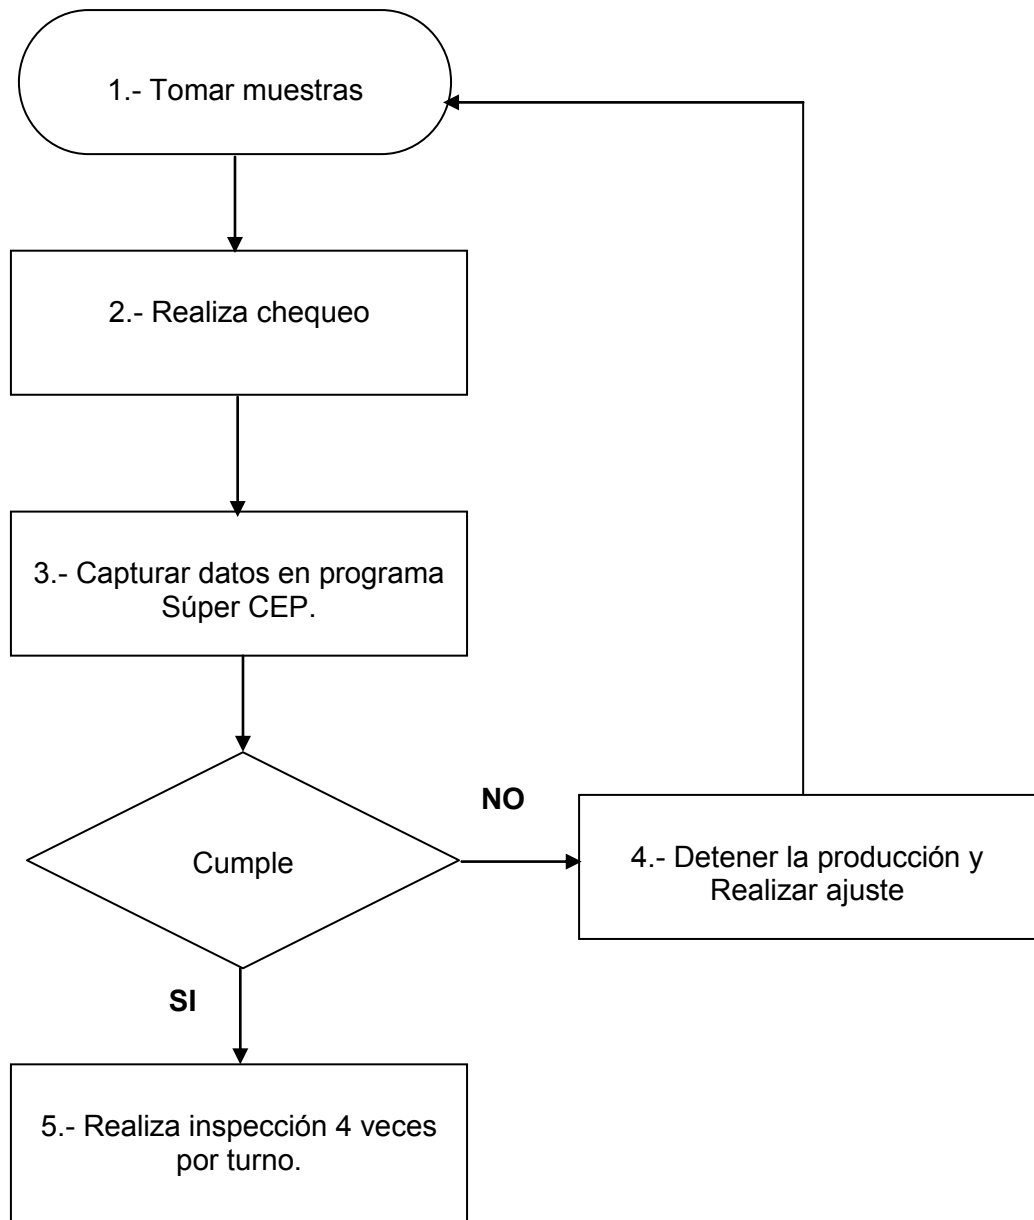 1.- Tomar muestras
2.- Realiza chequeo
3.- Capturar datos en programa
Súper CEP.
Cumple
NO
4.- Detener la producción y
Realizar ajuste
SI
5.- Realiza inspección 4 veces
por turno.